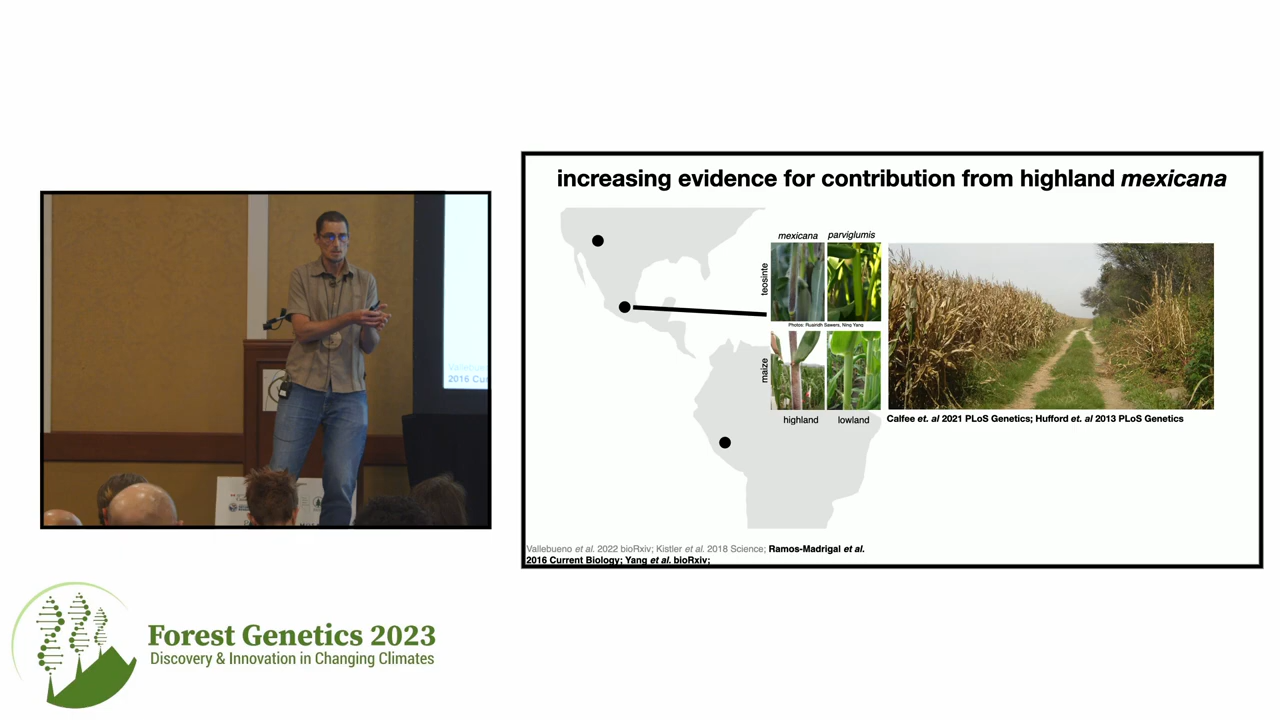 increasing evidence for contribution from highland mexicana
mexicana parviglumis
teosinte
Photos: Ruairidh Sawers, Ning Yang
maize
highland lowland
Calfee et. al 2021 PLoS Genetics; Hufford et. al 2013 PLoS Genetics
Vallebueno et al. 2022 bioRxiv; Kistler et al. 2018 Science; Ramos-Madrigal et al.
2016 Current Biology; Yang et al. bioRxiv;
2016 Cur
Forest Genetics 2023
Discovery & Innovation in Changing Climates